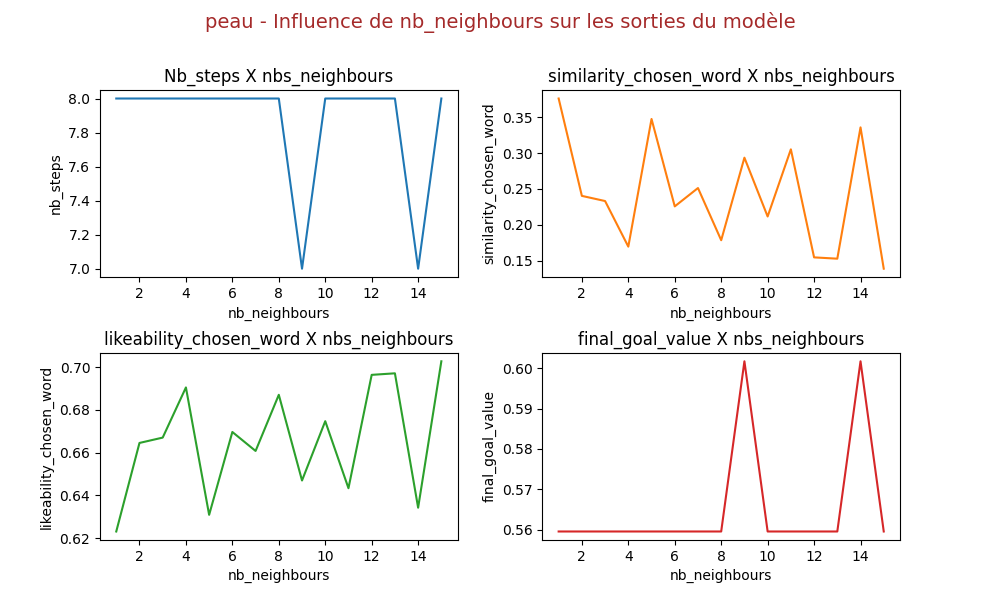 peau - Influence de nb_neighbours sur les sorties du modèle
Nb_steps X nbs_neighbours
nb_steps
8.0
7.8
7.6
7.4
7.2
7.0
2 4 6 8 10 12 14
nb_neighbours
similarity_chosen_word X nbs_neighbours
similarity_chosen_word
0.35
0.30
0.25
0.20
0.15
2 4 6 8 10 12 14
nb_neighbours
likeability_chosen_word X nbs_neighbours
likeability_chosen_word
0.70
0.68
0.66
0.64
0.62
2 4 6 8 10 12 14
nb_neighbours
final_goal_value X nbs_neighbours
final_goal_value
0.60
0.59
0.58
0.57
0.56
2 4 6 8 10 12 14
nb_neighbours